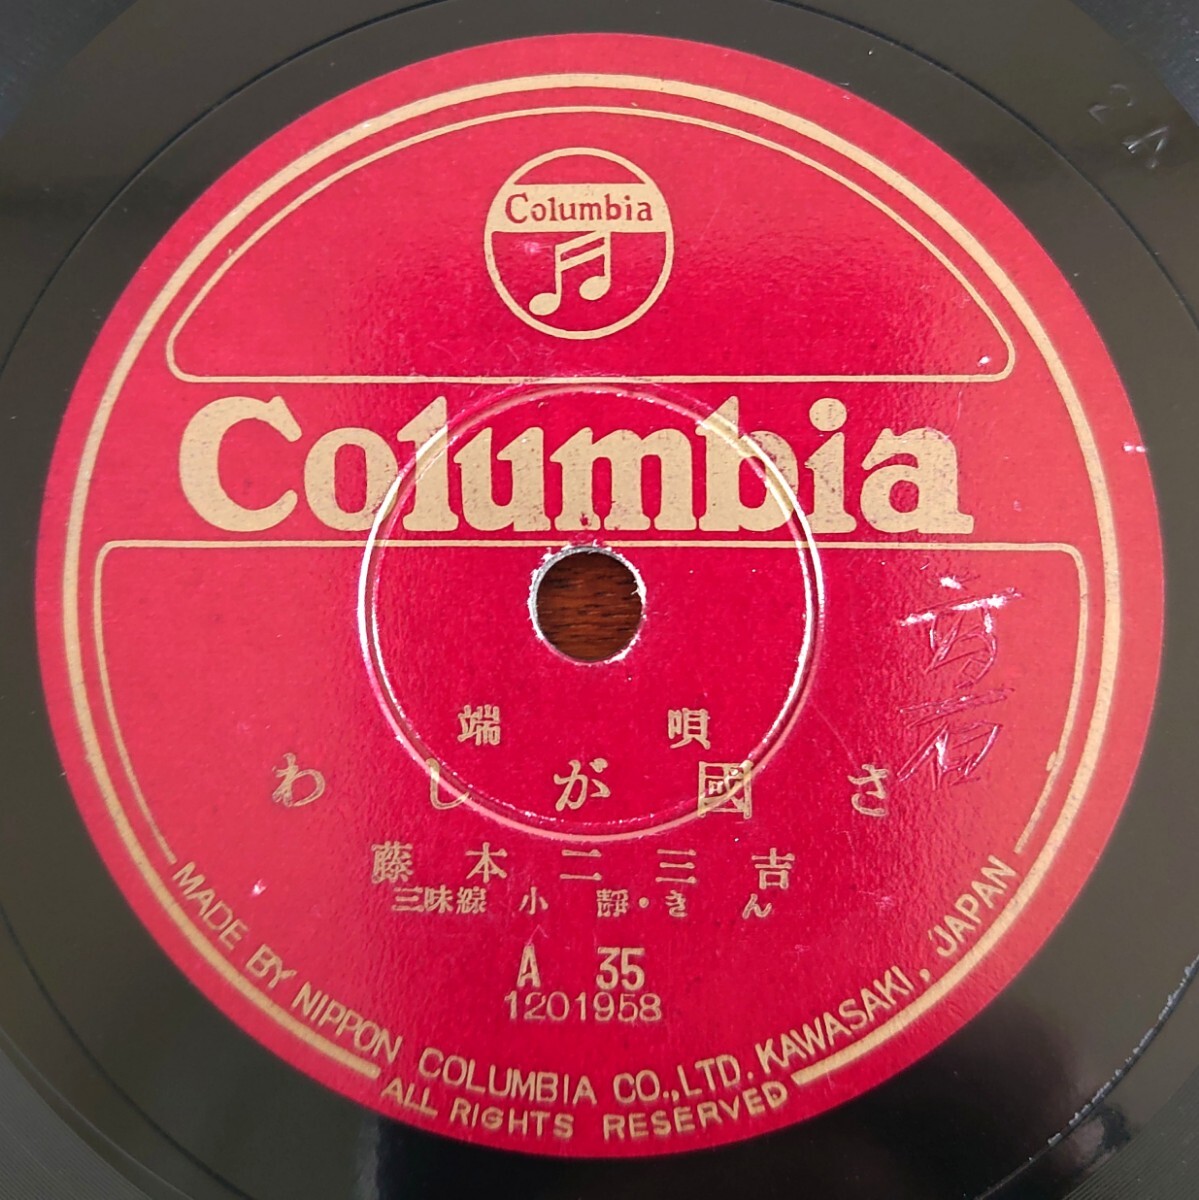 Columbia
Columbia
端唄
わしが國さ
藤本二三吉
三味線 小静・きん
A 35
1201958
MADE BY NIPPON COLUMBIA CO., LTD. KAWASAKI, JAPAN
ALL RIGHTS RESERVED